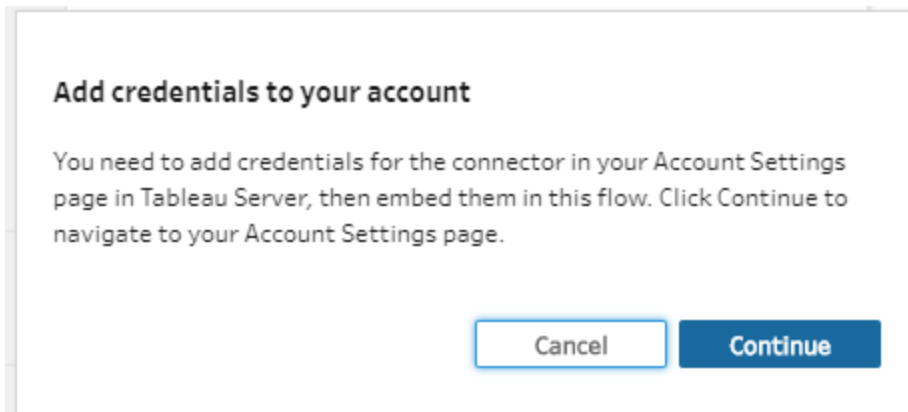 Add credentials to your account
You need to add credentials for the connector in your Account Settings
page in Tableau Server, then embed them in this flow. Click Continue to
navigate to your Account Settings page.
Cancel
Continue